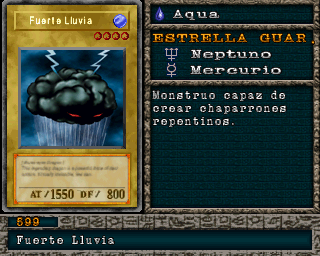 Fuerte Lluvia
AT/1550 DF/ 800
Aqua
ESTRELLA GUAR.
Neptuno
Mercurio
Monstruo capaz de
crear chaparrones
repentinos.
599
Fuerte Lluvia